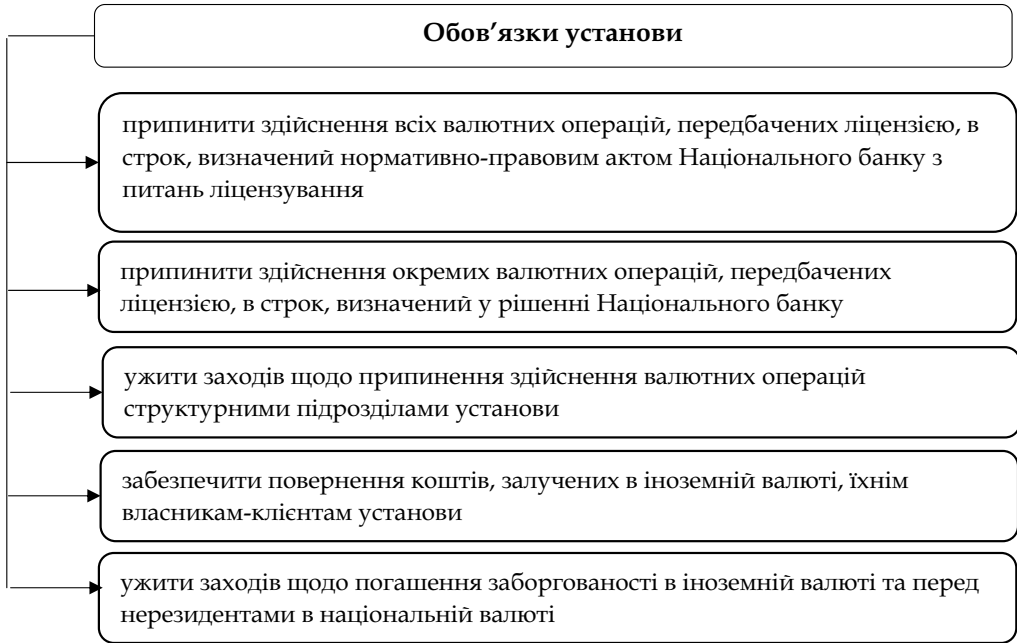 Обов’язки установи
припинити здійснення всіх валютних операцій, передбачених ліцензією, в
строк, визначений нормативно-правовим актом Національного банку з
питань ліцензування
припинити здійснення окремих валютних операцій, передбачених
ліцензією, в строк, визначений у рішенні Національного банку
ужити заходів щодо припинення здійснення валютних операцій
структурними підрозділами установи
забезпечити повернення коштів, залучених в іноземній валюті, їхнім
власникам-клієнтам установи
ужити заходів щодо погашення заборгованості в іноземній валюті та перед
нерезидентами в національній валюті